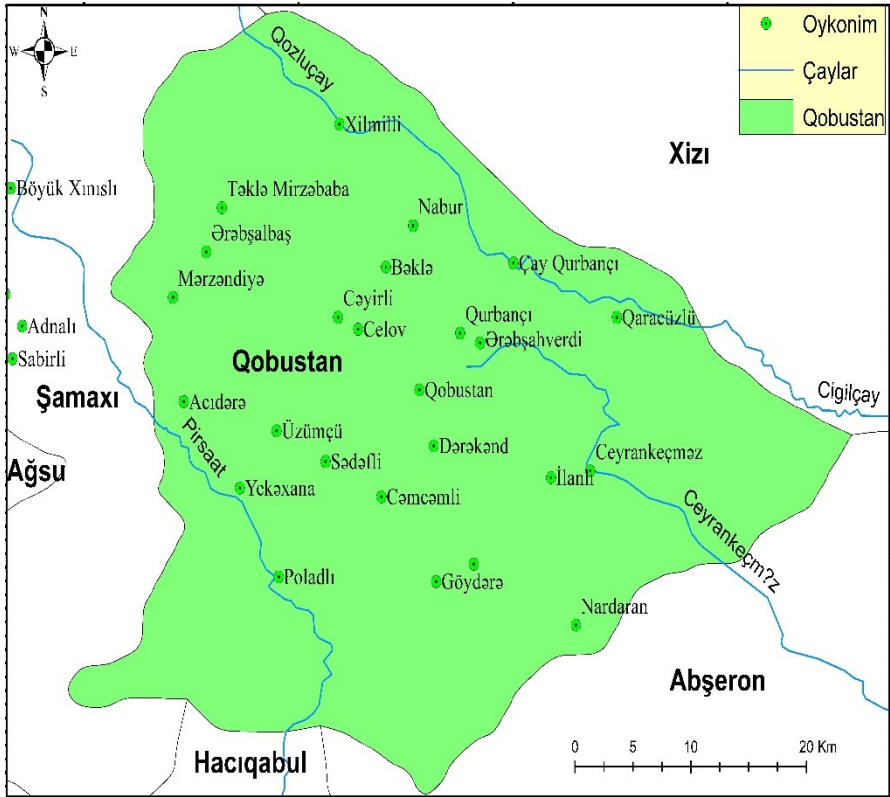 N
W E
S
Oykonim
Çaylar
Qobustan
Qozluçay
Xilmilli
Xızı
Böyük Xınıslı
Təklə Mirzəbaba
Nabur
Ərəbşalbaş
Çay Qurbançı
Bəklə
Mərzəndiyə
Cəyirli
Qaracüzlü
Adnalı
Celov
Qurbançı
Ərəbşahverdi
Sabirli
Qobustan
Şamaxı
Qobustan
Cigilçay
Acıdərə
Pirsaat
Üzümçü
Dərəkənd
Ağsu
Sədəfli
Ceyrankeçməz
İlanlı
Yekəxana
Cəmcəmli
Ceyrankeçm?z
Poladlı
Göydərə
Nardaran
Abşeron
Hacıqabul
0 5 10 20 Km